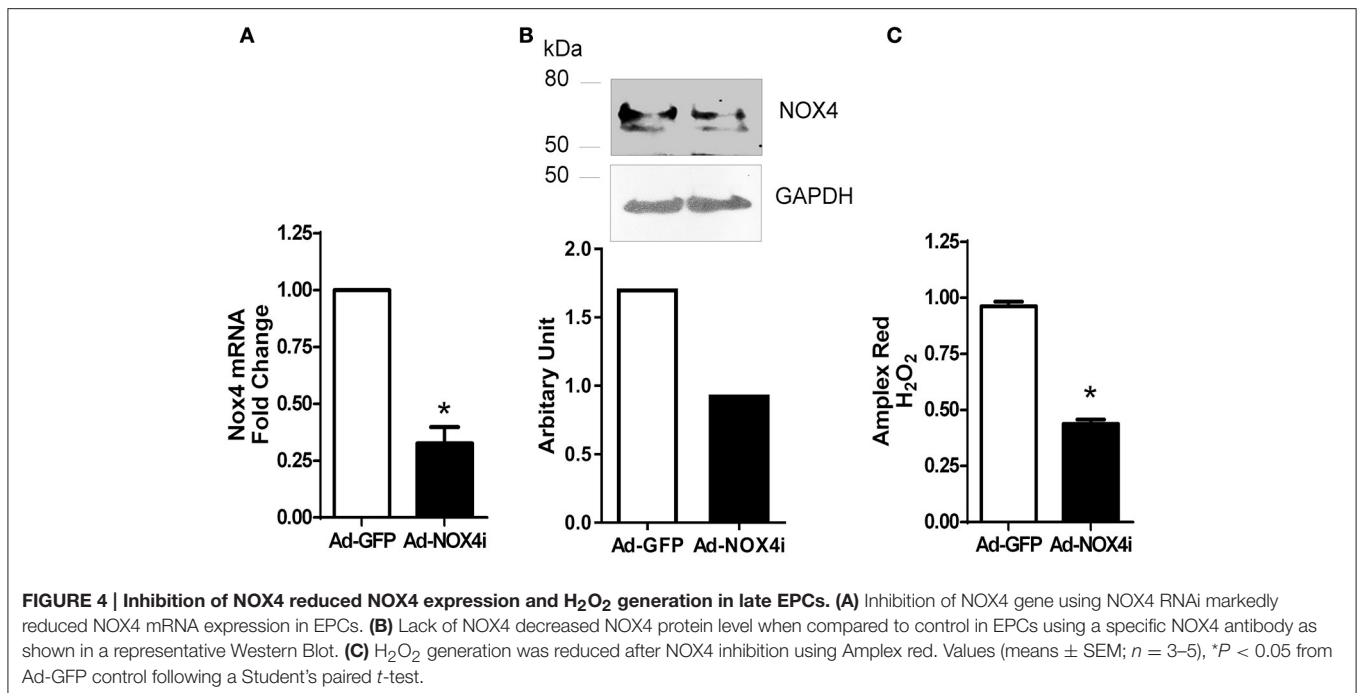 A
B
C
kDa
80
50
50
NOX4
GAPDH
Nox4 mRNA
Fold Change
1.25
1.00
0.75
0.50
0.25
0.00
*
Ad-GFP Ad-NOX4i
Arbitary Unit
2.0
1.5
1.0
0.5
0.0
Ad-GFP Ad-NOX4i
Amplex Red
H₂O₂
1.25
1.00
0.75
0.50
0.25
0.00
*
Ad-GFP Ad-NOX4i
FIGURE 4 | Inhibition of NOX4 reduced NOX4 expression and H₂O₂ generation in late EPCs. (A) Inhibition of NOX4 gene using NOX4 RNAi markedly
reduced NOX4 mRNA expression in EPCs. (B) Lack of NOX4 decreased NOX4 protein level when compared to control in EPCs using a specific NOX4 antibody as
shown in a representative Western Blot. (C) H₂O₂ generation was reduced after NOX4 inhibition using Amplex red. Values (means ± SEM; n = 3–5), *P < 0.05 from
Ad-GFP control following a Student's paired t-test.